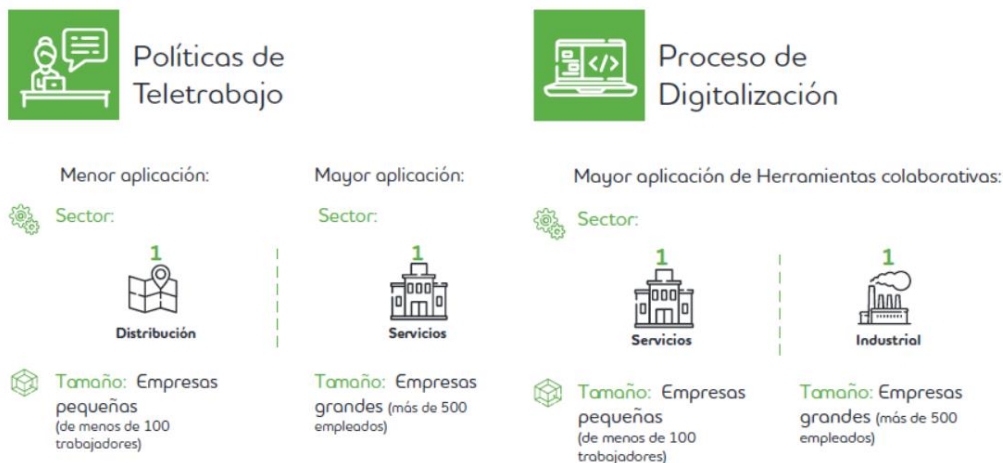 Políticas de
Teletrabajo
Menor aplicación:
Mayor aplicación:
Sector:
Sector:
1
Distribución
1
Servicios
Tamaño: Empresas
pequeñas
(de menos de 100
trabajadores)
Tamaño: Empresas
grandes (más de 500
empleados)
Proceso de
Digitalización
Mayor aplicación de Herramientas colaborativas:
Sector:
1
Servicios
1
Industrial
Tamaño: Empresas
pequeñas
(de menos de 100
trabajadores)
Tamaño: Empresas
grandes (más de 500
empleados)